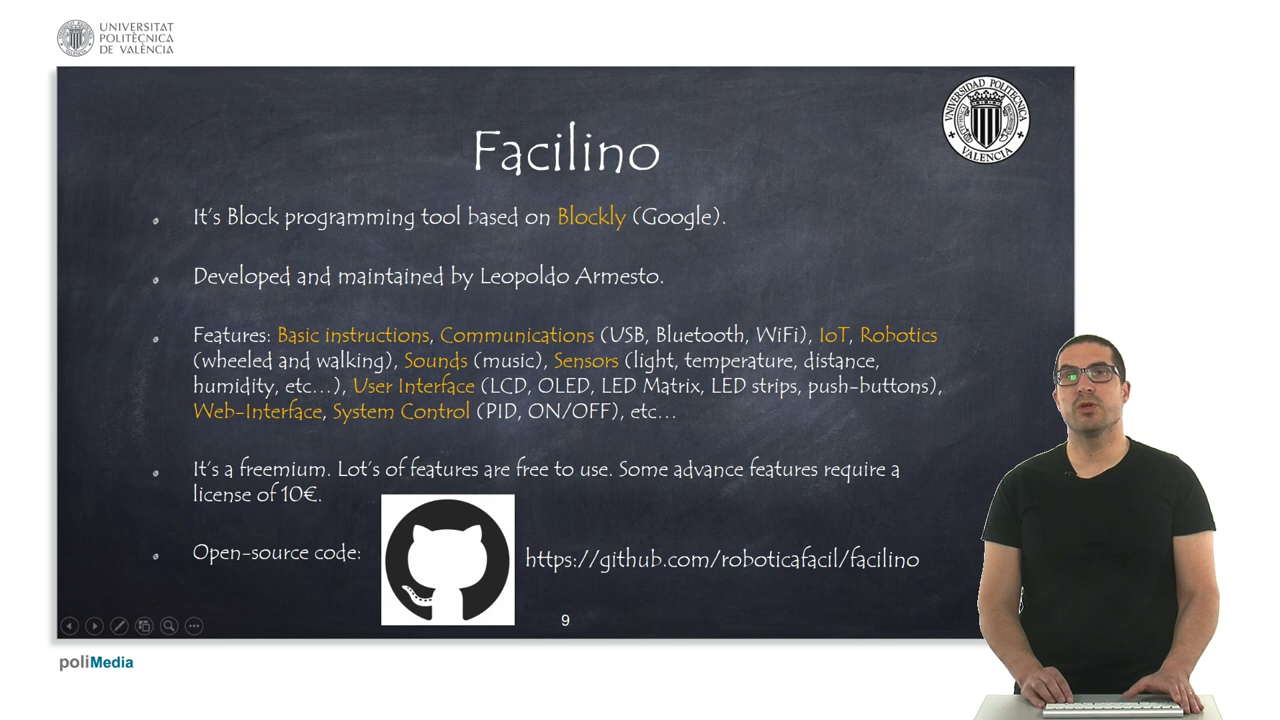 UNIVERSITAT
POLITÈCNICA
DE VALÈNCIA
UNIVERSIDAD POLITECNICA
VALENCIA
Facilino
It's Block programming tool based on Blockly (Google).
Developed and maintained by Leopoldo Armesto.
Features: Basic instructions, Communications (USB, Bluetooth, WiFi), IoT, Robotics
(wheeled and walking), Sounds (music), Sensors (light, temperature, distance,
humidity, etc...), User Interface (LCD, OLED, LED Matrix, LED strips, push-buttons),
Web-Interface, System Control (PID, ON/OFF), etc...
It's a freemium. Lot's of features are free to use. Some advance features require a
license of 10€.
Open-source code:
https://github.com/roboticafacil/facilino
9
poliMedia